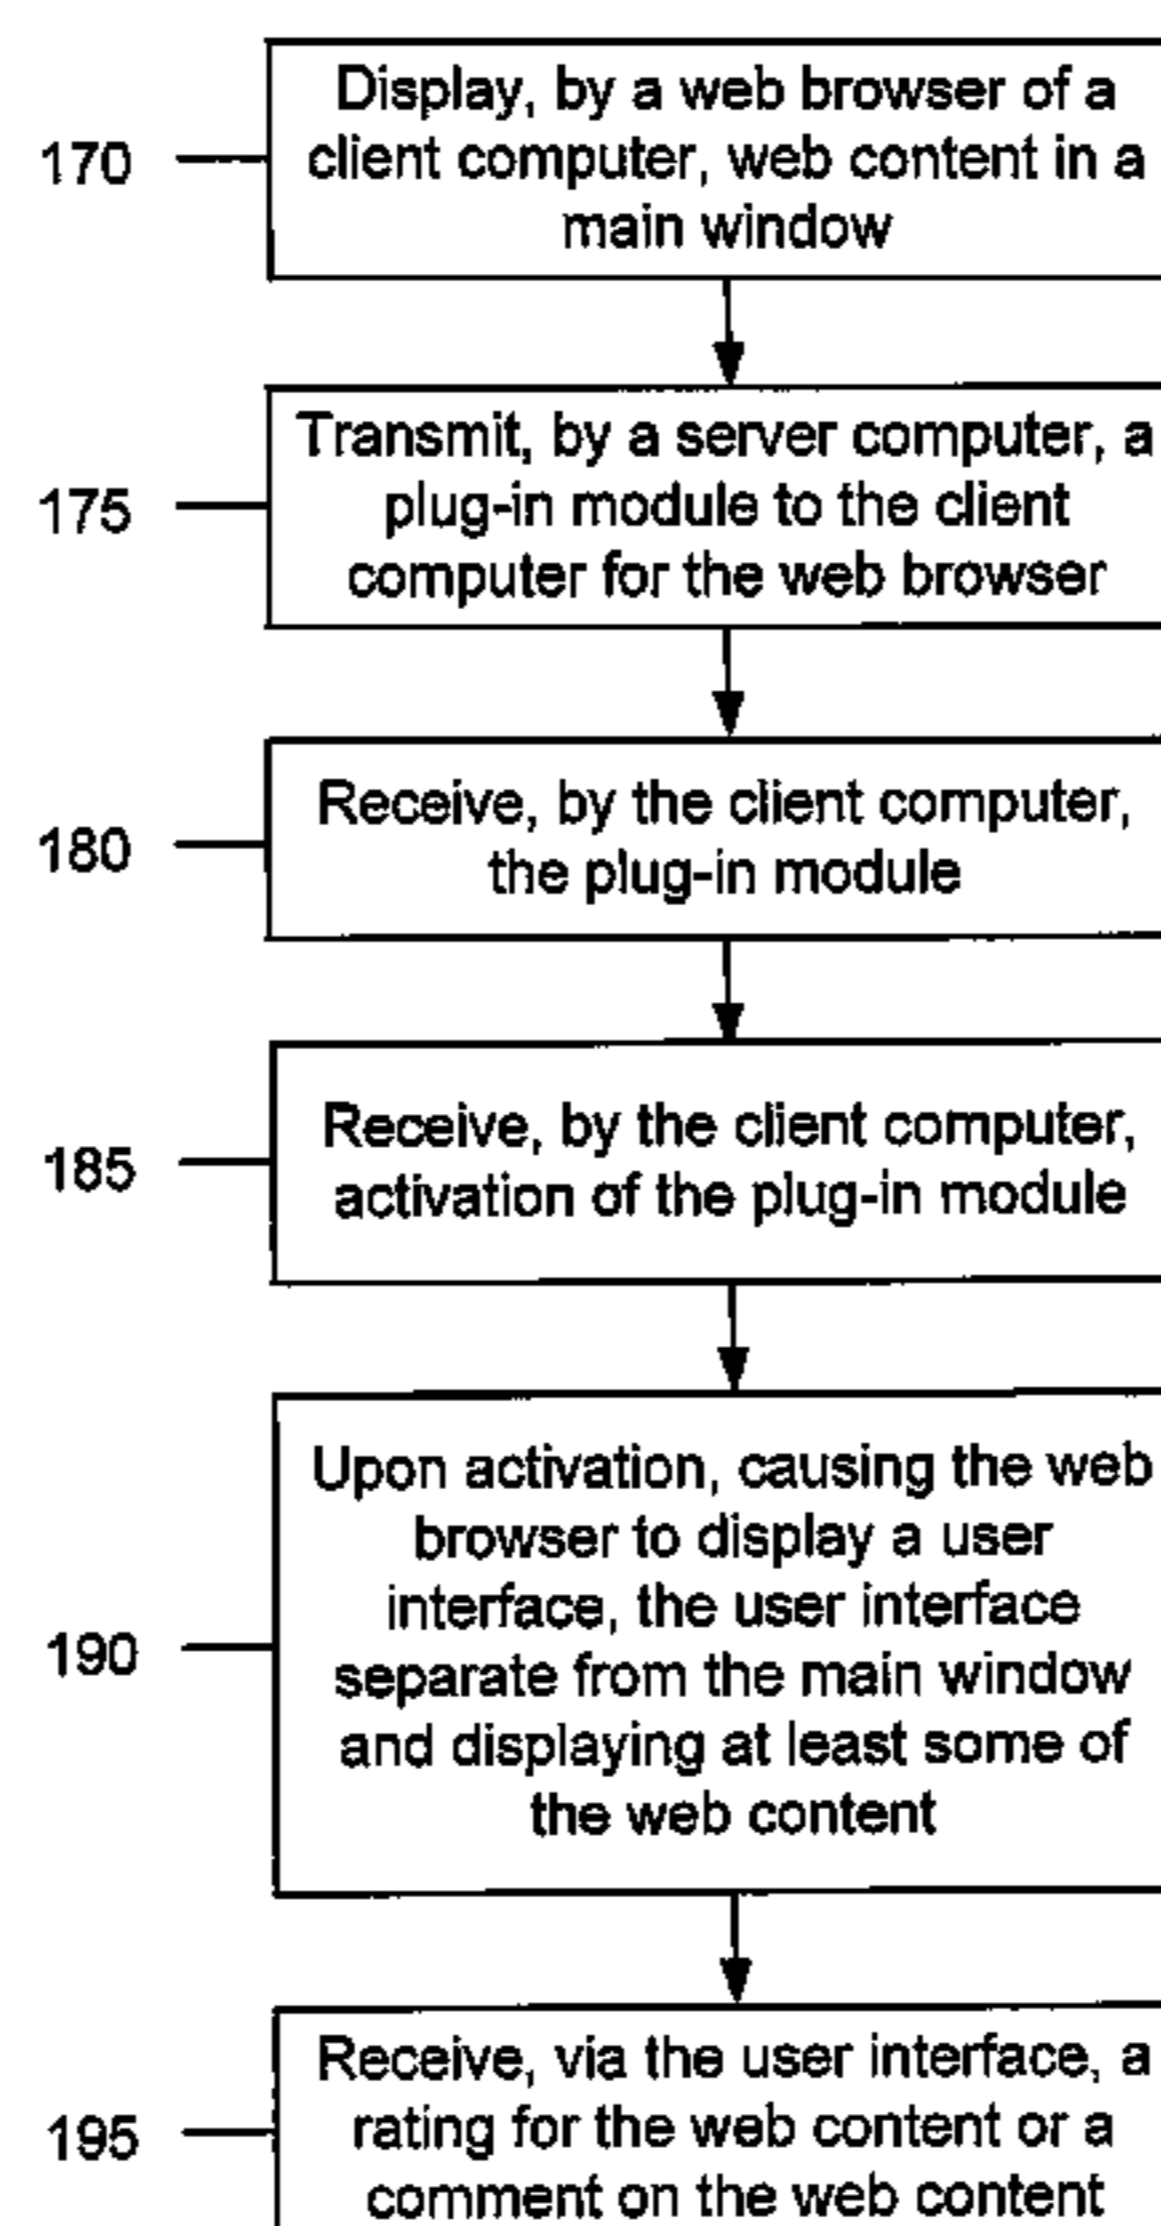 Display, by a web browser of a
170
client computer, web content in a
main window
Transmit, by a server computer, a
175
plug-in module to the client
computer for the web browser
Receive, by the client computer,
180
the plug-in module
Receive, by the client computer,
185
activation of the plug-in module
Upon activation, causing the web
browser to display a user
interface, the user interface
190
separate from the main window
and displaying at least some of
the web content
Receive, via the user interface, a
195
rating for the web content or a
comment on the web content